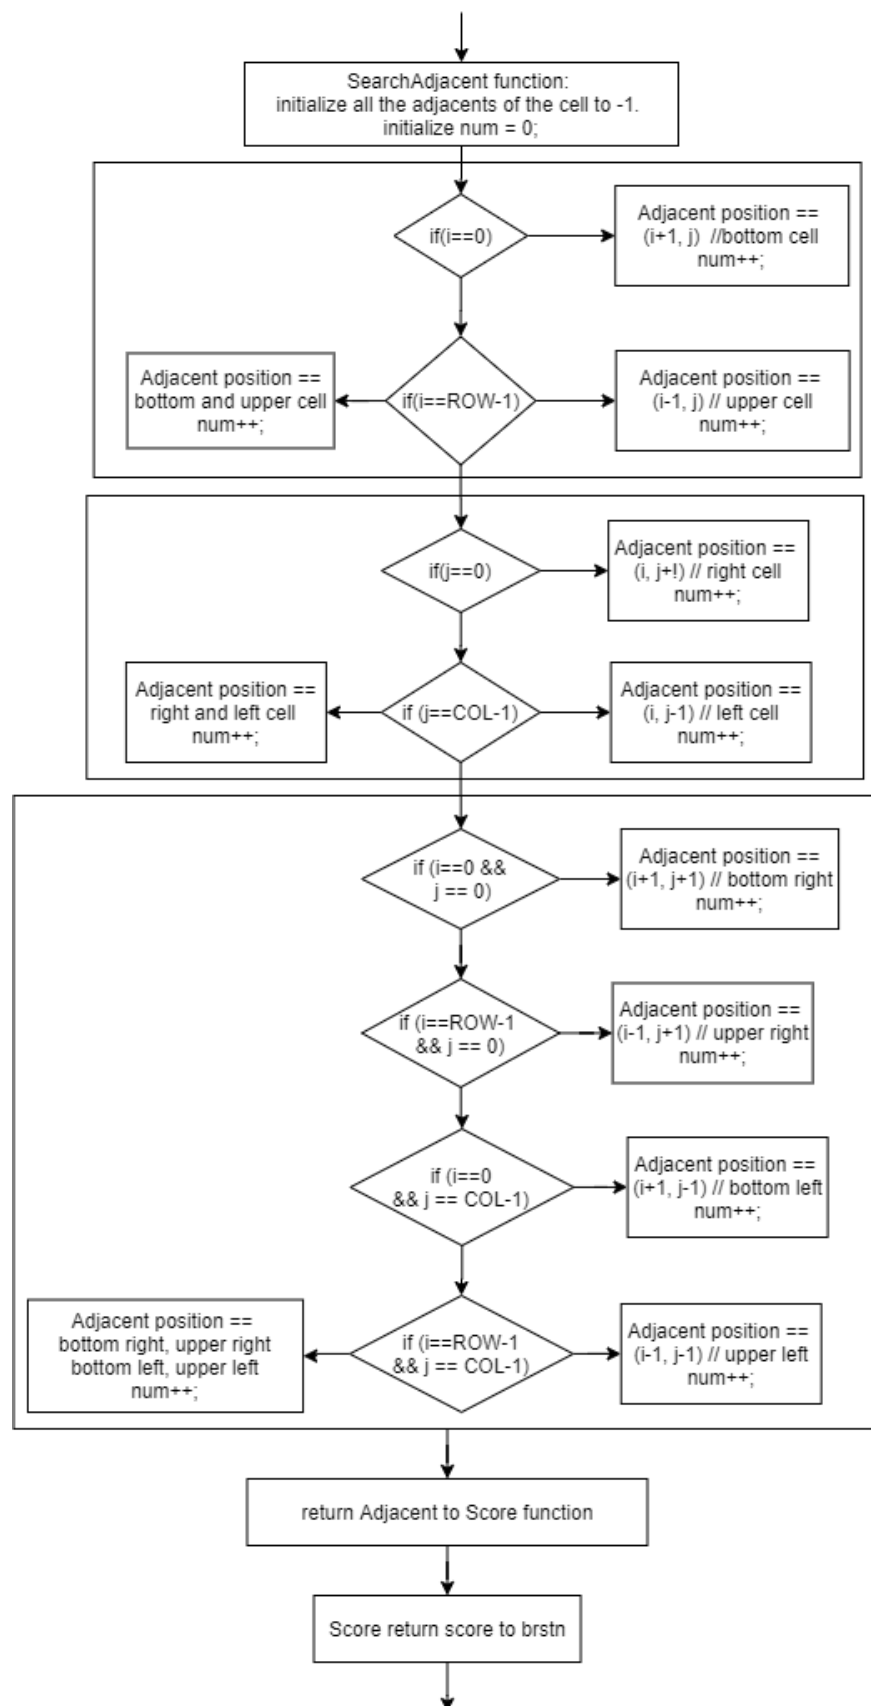 SearchAdjacent function:
initialize all the adjacents of the cell to -1.
initialize num = 0;
if(i==0)
Adjacent position ==
(i+1, j) //bottom cell
num++;
Adjacent position ==
bottom and upper cell
num++;
if(i==ROW-1)
Adjacent position ==
(i-1, j) // upper cell
num++;
if(j==0)
Adjacent position ==
(i, j+!) // right cell
num++;
Adjacent position ==
right and left cell
num++;
if (j==COL-1)
Adjacent position ==
(i, j-1) // left cell
num++;
if (i==0 &&
j == 0)
Adjacent position ==
(i+1, j+1) // bottom right
num++;
if (i==ROW-1
&& j == 0)
Adjacent position ==
(i-1, j+1) // upper right
num++;
if (i==0
&& j == COL-1)
Adjacent position ==
(i+1, j-1) // bottom left
num++;
Adjacent position ==
bottom right, upper right
bottom left, upper left
num++;
if (i==ROW-1
&& j == COL-1)
Adjacent position ==
(i-1, j-1) // upper left
num++;
return Adjacent to Score function
Score return score to brstn